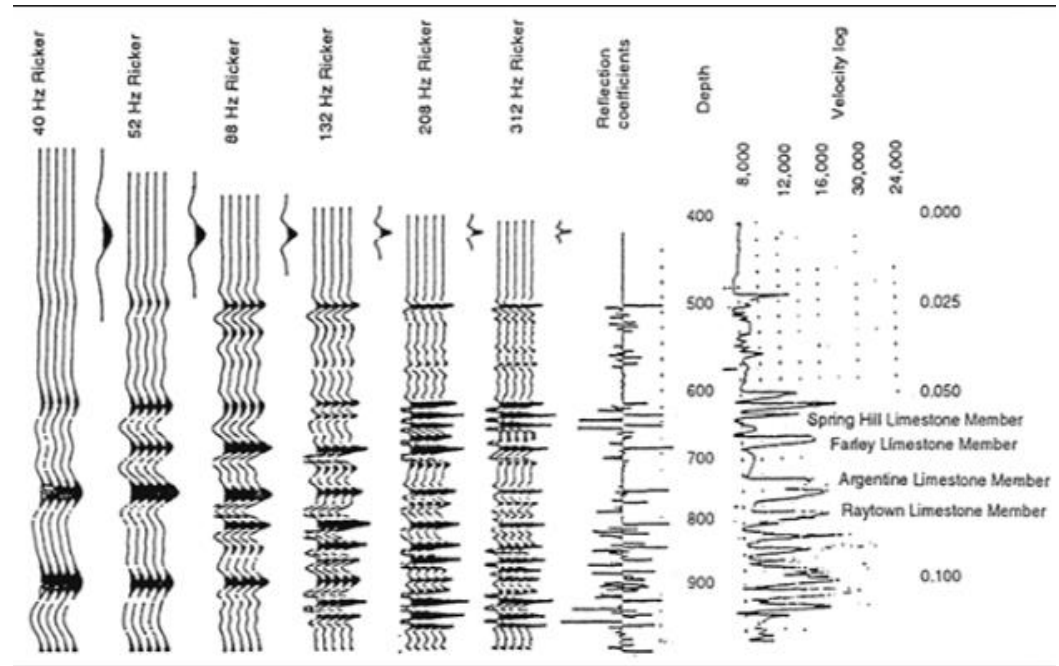 40 Hz Ricker
52 Hz Ricker
88 Hz Ricker
132 Hz Ricker
208 Hz Ricker
312 Hz Ricker
Reflection
coefficients
Depth
Velocity log
8,000
12,000
16,000
30,000
24,000
400
0.000
500
0.025
600
0.050
Spring Hill Limestone Member
Farley Limestone Member
700
Argentine Limestone Member
Raytown Limestone Member
800
900
0.100